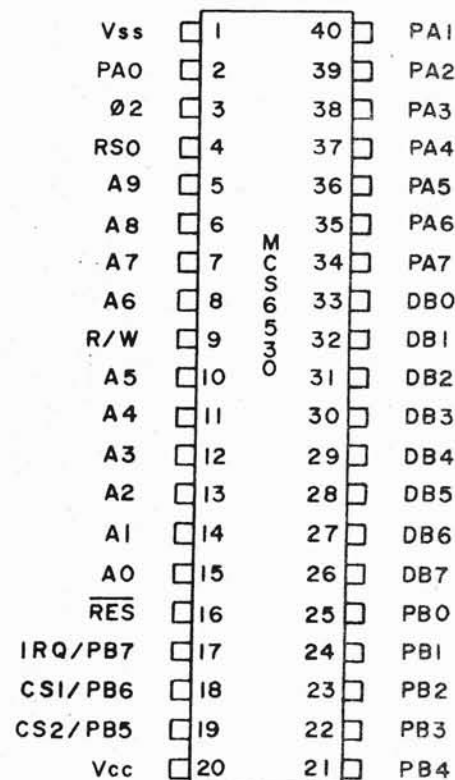 Vss 1 40 PA1
PA0 2 39 PA2
Ø2 3 38 PA3
RS0 4 37 PA4
A9 5 36 PA5
A8 6 35 PA6
A7 7 34 PA7
A6 8 33 DB0
R/W 9 32 DB1
A5 10 31 DB2
A4 11 30 DB3
A3 12 29 DB4
A2 13 28 DB5
A1 14 27 DB6
A0 15 26 DB7
R̅E̅S̅ 16 25 PB0
IRQ/PB7 17 24 PB1
CS1/PB6 18 23 PB2
CS2/PB5 19 22 PB3
Vcc 20 21 PB4
MCS6530